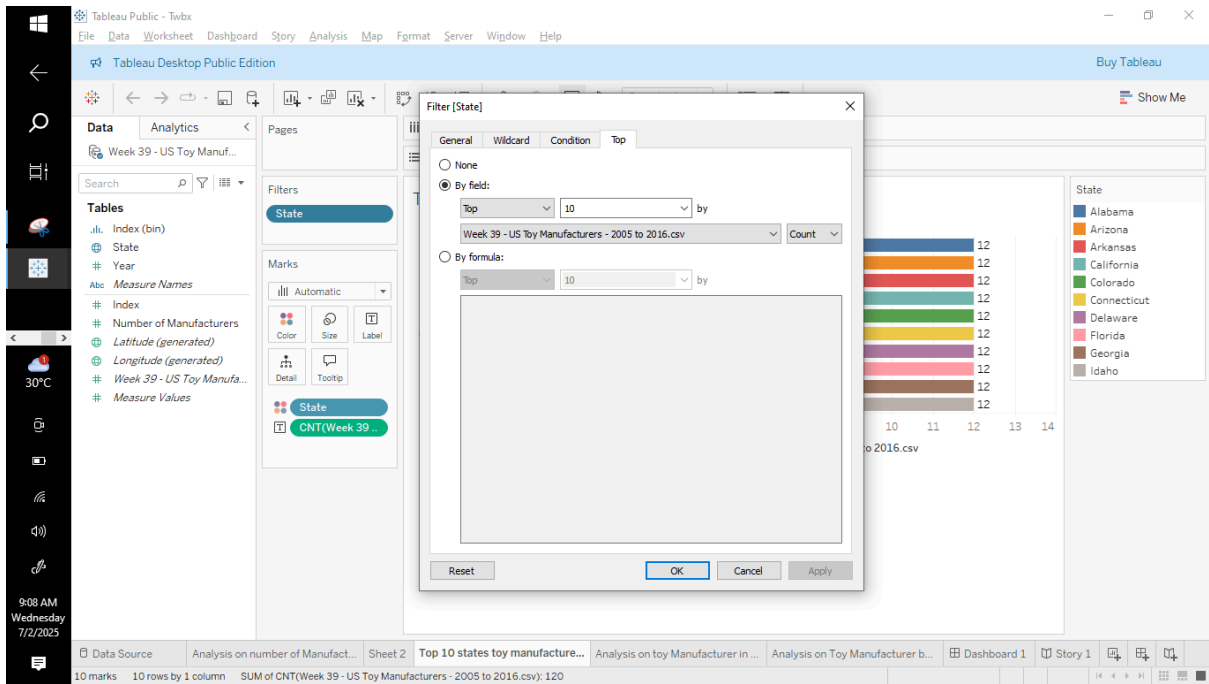 Tableau Public - Twbx
File Data Worksheet Dashboard Story Analysis Map Format Server Window Help
Tableau Desktop Public Edition
Buy Tableau
Show Me
Data
Analytics
Week 39 - US Toy Manuf...
Search
Tables
Index (bin)
State
# Year
Abc Measure Names
# Index
# Number of Manufacturers
Latitude (generated)
Longitude (generated)
# Week 39 - US Toy Manufa...
# Measure Values
Pages
Filters
State
Marks
Automatic
Color
Size
Label
Detail
Tooltip
State
CNT(Week 39 ..
Filter [State]
General
Wildcard
Condition
Top
None
By field:
Top
10
by
Week 39 - US Toy Manufacturers - 2005 to 2016.csv
Count
By formula:
Top
10
by
Reset
OK
Cancel
Apply
12
12
12
12
12
12
12
12
12
12
10 11 12 13 14
to 2016.csv
State
Alabama
Arizona
Arkansas
California
Colorado
Connecticut
Delaware
Florida
Georgia
Idaho
1
30°C
9:08 AM
Wednesday
7/2/2025
Data Source
Analysis on number of Manufact...
Sheet 2
Top 10 states toy manufacture...
Analysis on toy Manufacturer in ...
Analysis on Toy Manufacturer b...
Dashboard 1
Story 1
10 marks 10 rows by 1 column SUM of CNT(Week 39 - US Toy Manufacturers - 2005 to 2016.csv): 120